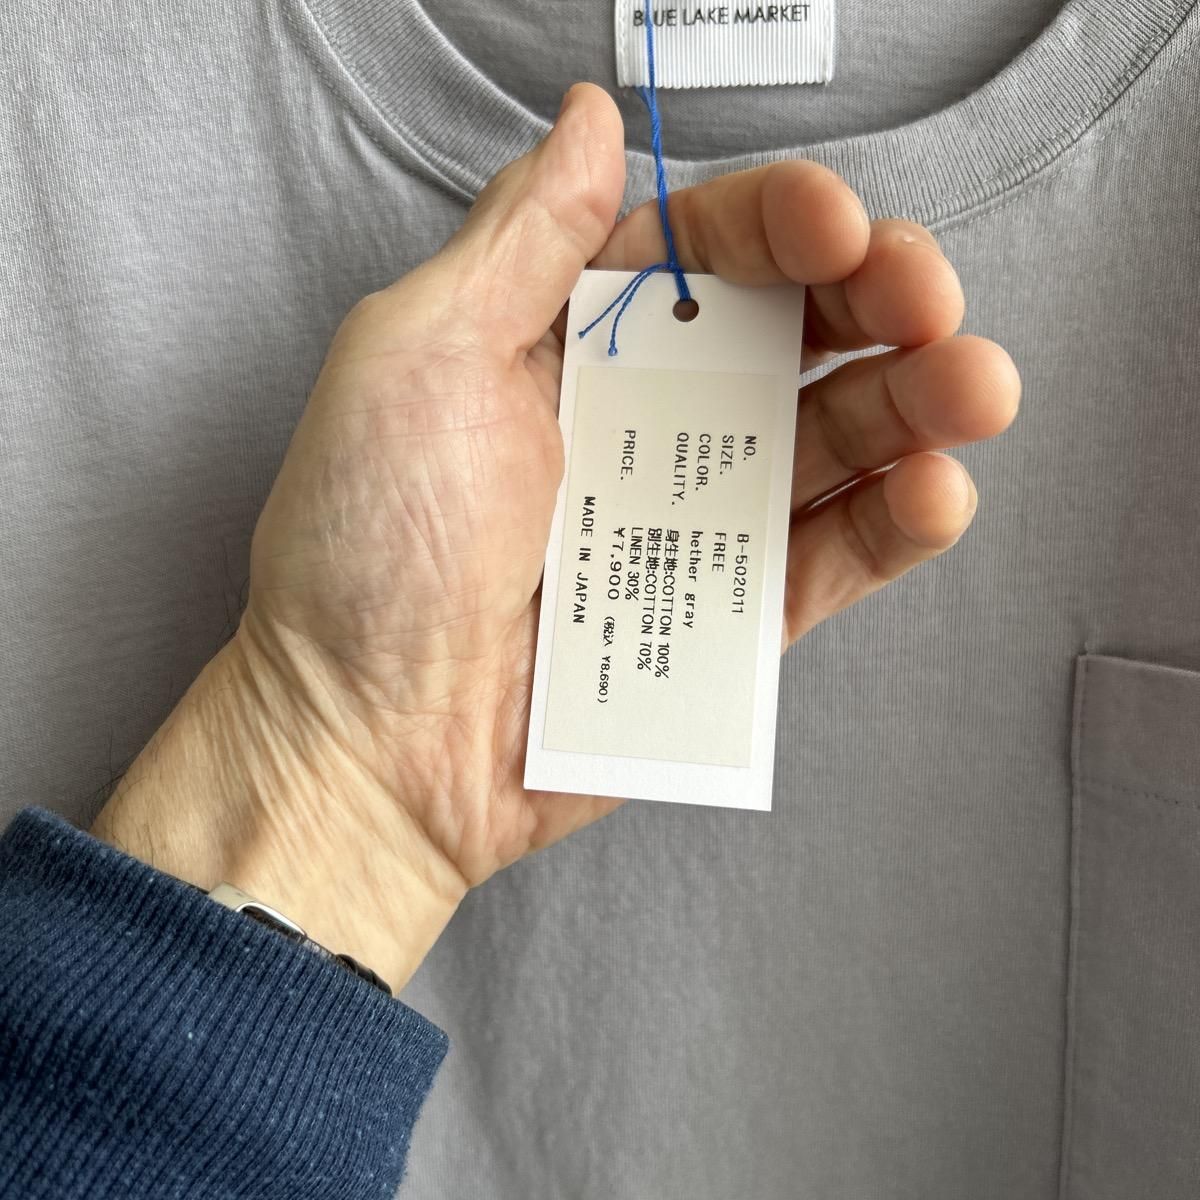 BLUE LAKE MARKET
NO. B-502011
SIZE. FREE
COLOR. hether gray
QUALITY. 身生地:COTTON 100%
別生地:COTTON 70%
LINEN 30%
PRICE. ¥7,900 (税込 ¥8,690)
MADE IN JAPAN